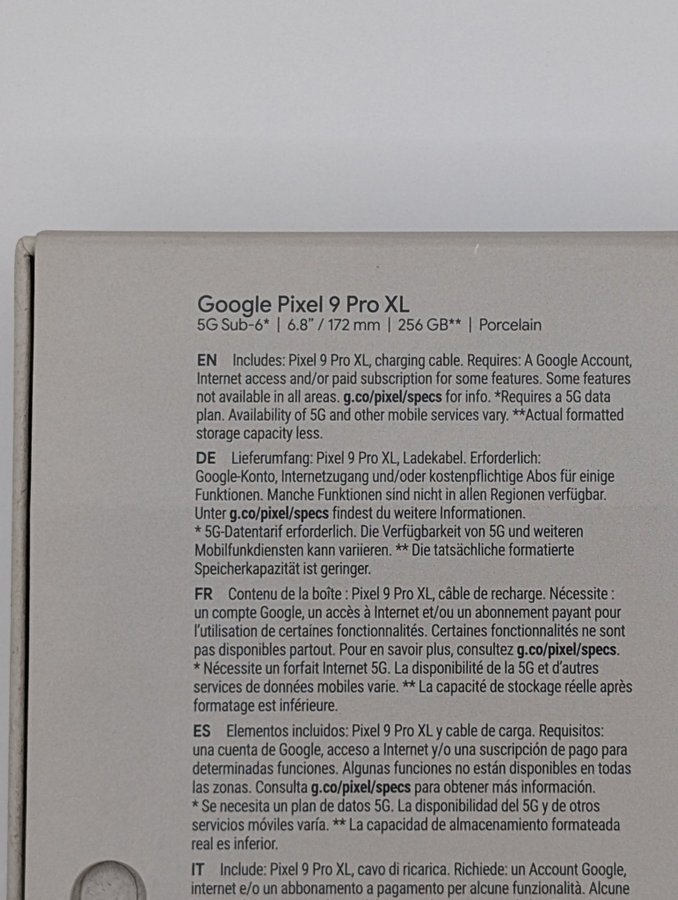 Google Pixel 9 Pro XL
5G Sub-6* | 6.8” / 172 mm | 256 GB** | Porcelain
EN Includes: Pixel 9 Pro XL, charging cable. Requires: A Google Account,
Internet access and/or paid subscription for some features. Some features
not available in all areas. g.co/pixel/specs for info. *Requires a 5G data
plan. Availability of 5G and other mobile services vary. **Actual formatted
storage capacity less.
DE Lieferumfang: Pixel 9 Pro XL, Ladekabel. Erforderlich:
Google-Konto, Internetzugang und/oder kostenpflichtige Abos für einige
Funktionen. Manche Funktionen sind nicht in allen Regionen verfügbar.
Unter g.co/pixel/specs findest du weitere Informationen.
* 5G-Datentarif erforderlich. Die Verfügbarkeit von 5G und weiteren
Mobilfunkdiensten kann variieren. ** Die tatsächliche formatierte
Speicherkapazität ist geringer.
FR Contenu de la boîte : Pixel 9 Pro XL, câble de recharge. Nécessite :
un compte Google, un accès à Internet et/ou un abonnement payant pour
l’utilisation de certaines fonctionnalités. Certaines fonctionnalités ne sont
pas disponibles partout. Pour en savoir plus, consultez g.co/pixel/specs.
* Nécessite un forfait Internet 5G. La disponibilité de la 5G et d’autres
services de données mobiles varie. ** La capacité de stockage réelle après
formatage est inférieure.
ES Elementos incluidos: Pixel 9 Pro XL y cable de carga. Requisitos:
una cuenta de Google, acceso a Internet y/o una suscripción de pago para
determinadas funciones. Algunas funciones no están disponibles en todas
las zonas. Consulta g.co/pixel/specs para obtener más información.
* Se necesita un plan de datos 5G. La disponibilidad del 5G y de otros
servicios móviles varía. ** La capacidad de almacenamiento formateada
real es inferior.
IT Include: Pixel 9 Pro XL, cavo di ricarica. Richiede: un Account Google,
internet e/o un abbonamento a pagamento per alcune funzionalità. Alcune